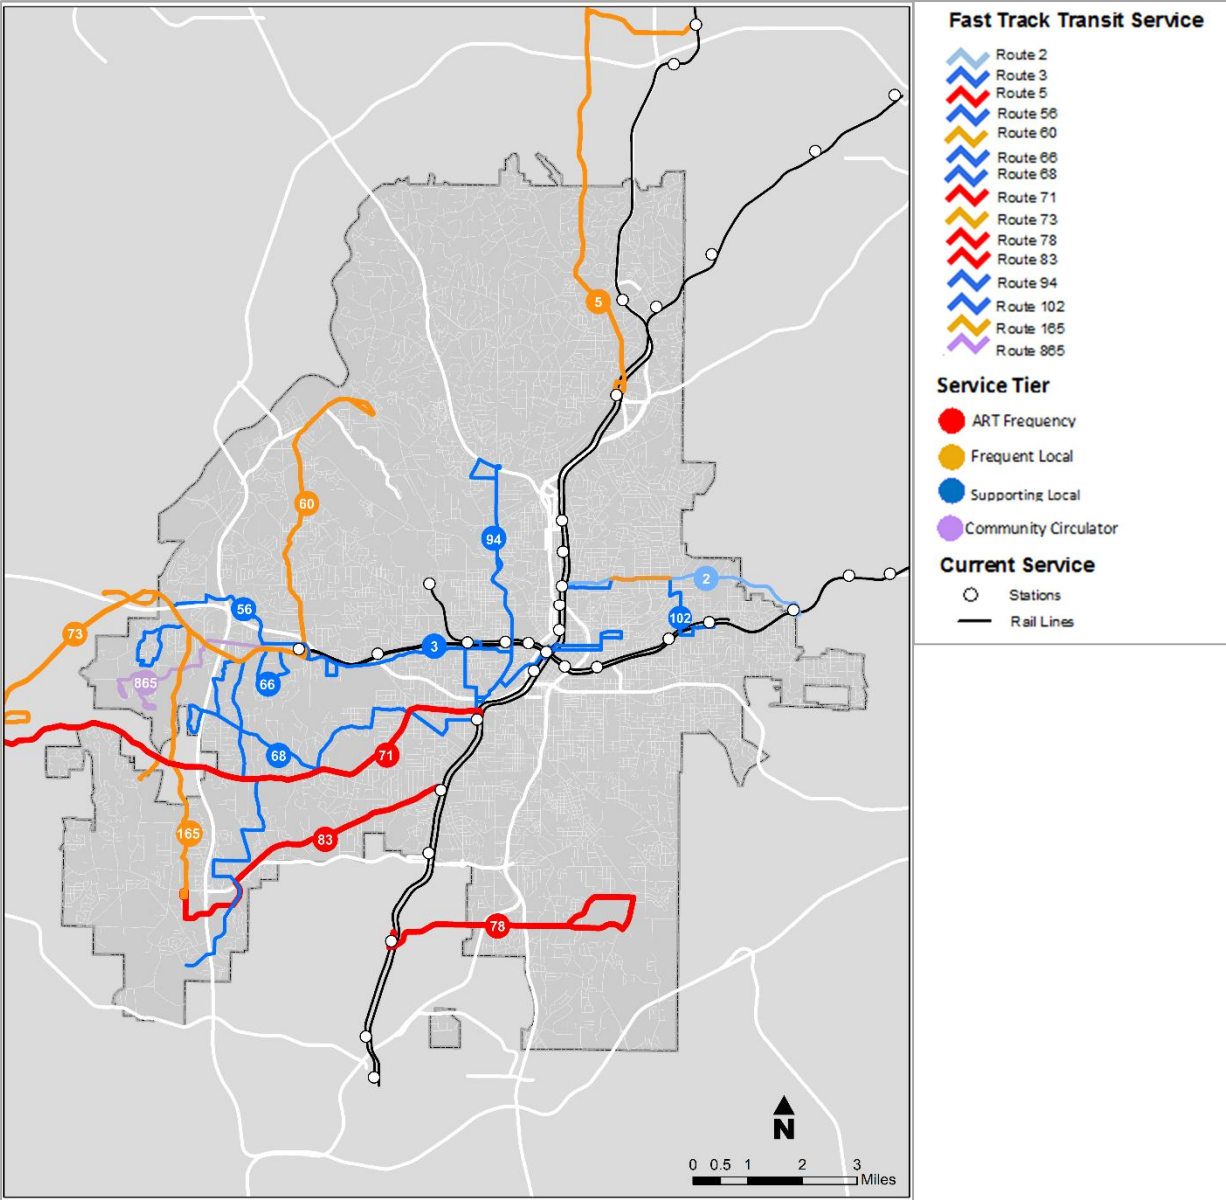 Fast Track Transit Service
Route 2
Route 3
Route 5
Route 56
Route 60
Route 66
Route 68
Route 71
Route 73
Route 78
Route 83
Route 94
Route 102
Route 165
Route 865
Service Tier
ART Frequency
Frequent Local
Supporting Local
Community Circulator
Current Service
Stations
Rail Lines
5
60
94
2
56
102
73
3
865
66
68
71
165
83
78
N
0 0.5 1 2 3
Miles